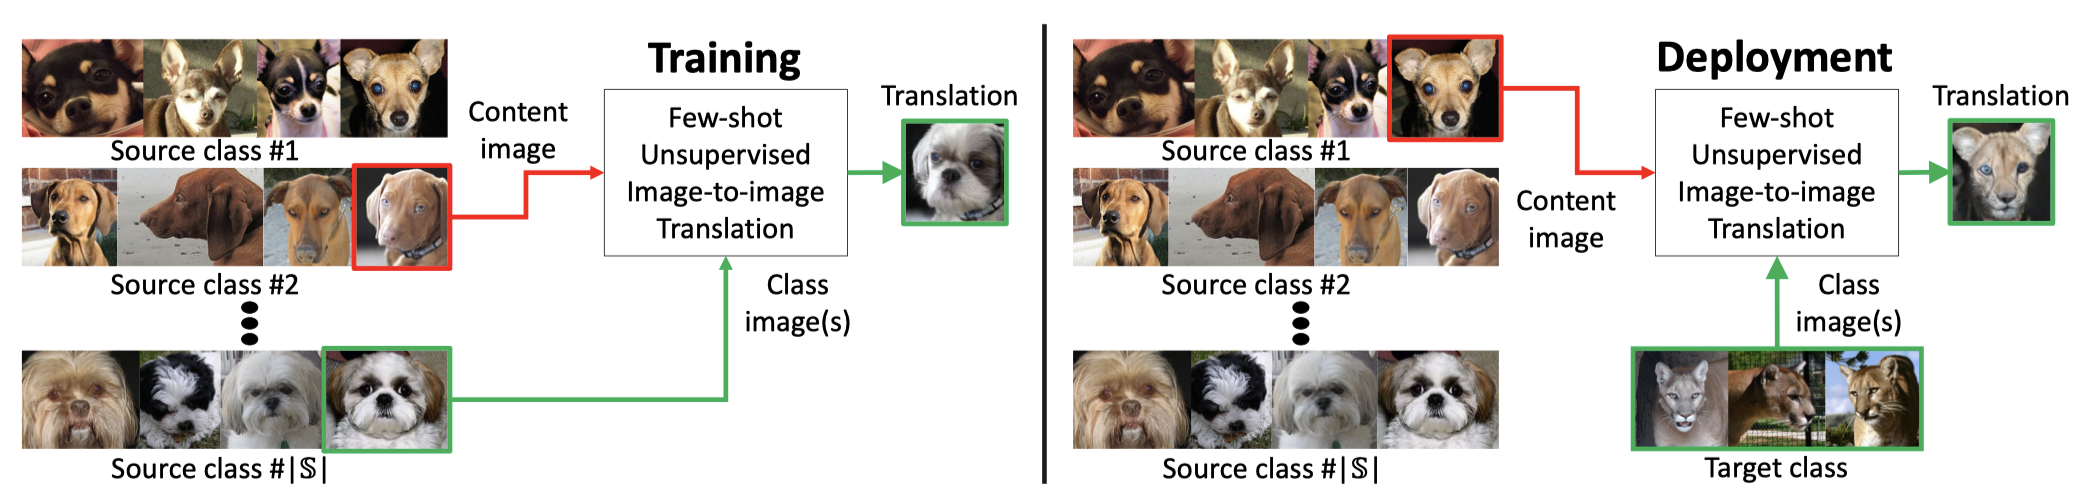 Training
Source class #1
Content
image
Few-shot
Unsupervised
Image-to-image
Translation
Translation
Source class #2
Class
image(s)
Source class #|𝕊|
Deployment
Source class #1
Few-shot
Unsupervised
Image-to-image
Translation
Translation
Content
image
Source class #2
Class
image(s)
Source class #|𝕊|
Target class